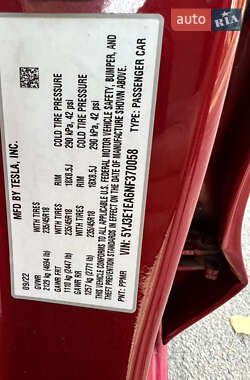 auto RIA
MFD BY TESLA, INC.
09/22
GVWR
2129 kg (4694 lb)
WITH TIRES
235/45R18
RIM
18X8.5J
COLD TIRE PRESSURE
290 kPa, 42 psi
GAWR FRT
1110 kg (2447 lb)
WITH TIRES
235/45R18
RIM
18X8.5J
COLD TIRE PRESSURE
290 kPa, 42 psi
GAWR RR
1257 kg (2771 lb)
THIS VEHICLE CONFORMS TO ALL APPLICABLE U.S. FEDERAL MOTOR VEHICLE SAFETY, BUMPER, AND
THEFT PREVENTION STANDARDS IN EFFECT ON THE DATE OF MANUFACTURE SHOWN ABOVE.
PNT: PPMR
VIN: 5YJ3E1EA6NF370058
TYPE: PASSENGER CAR